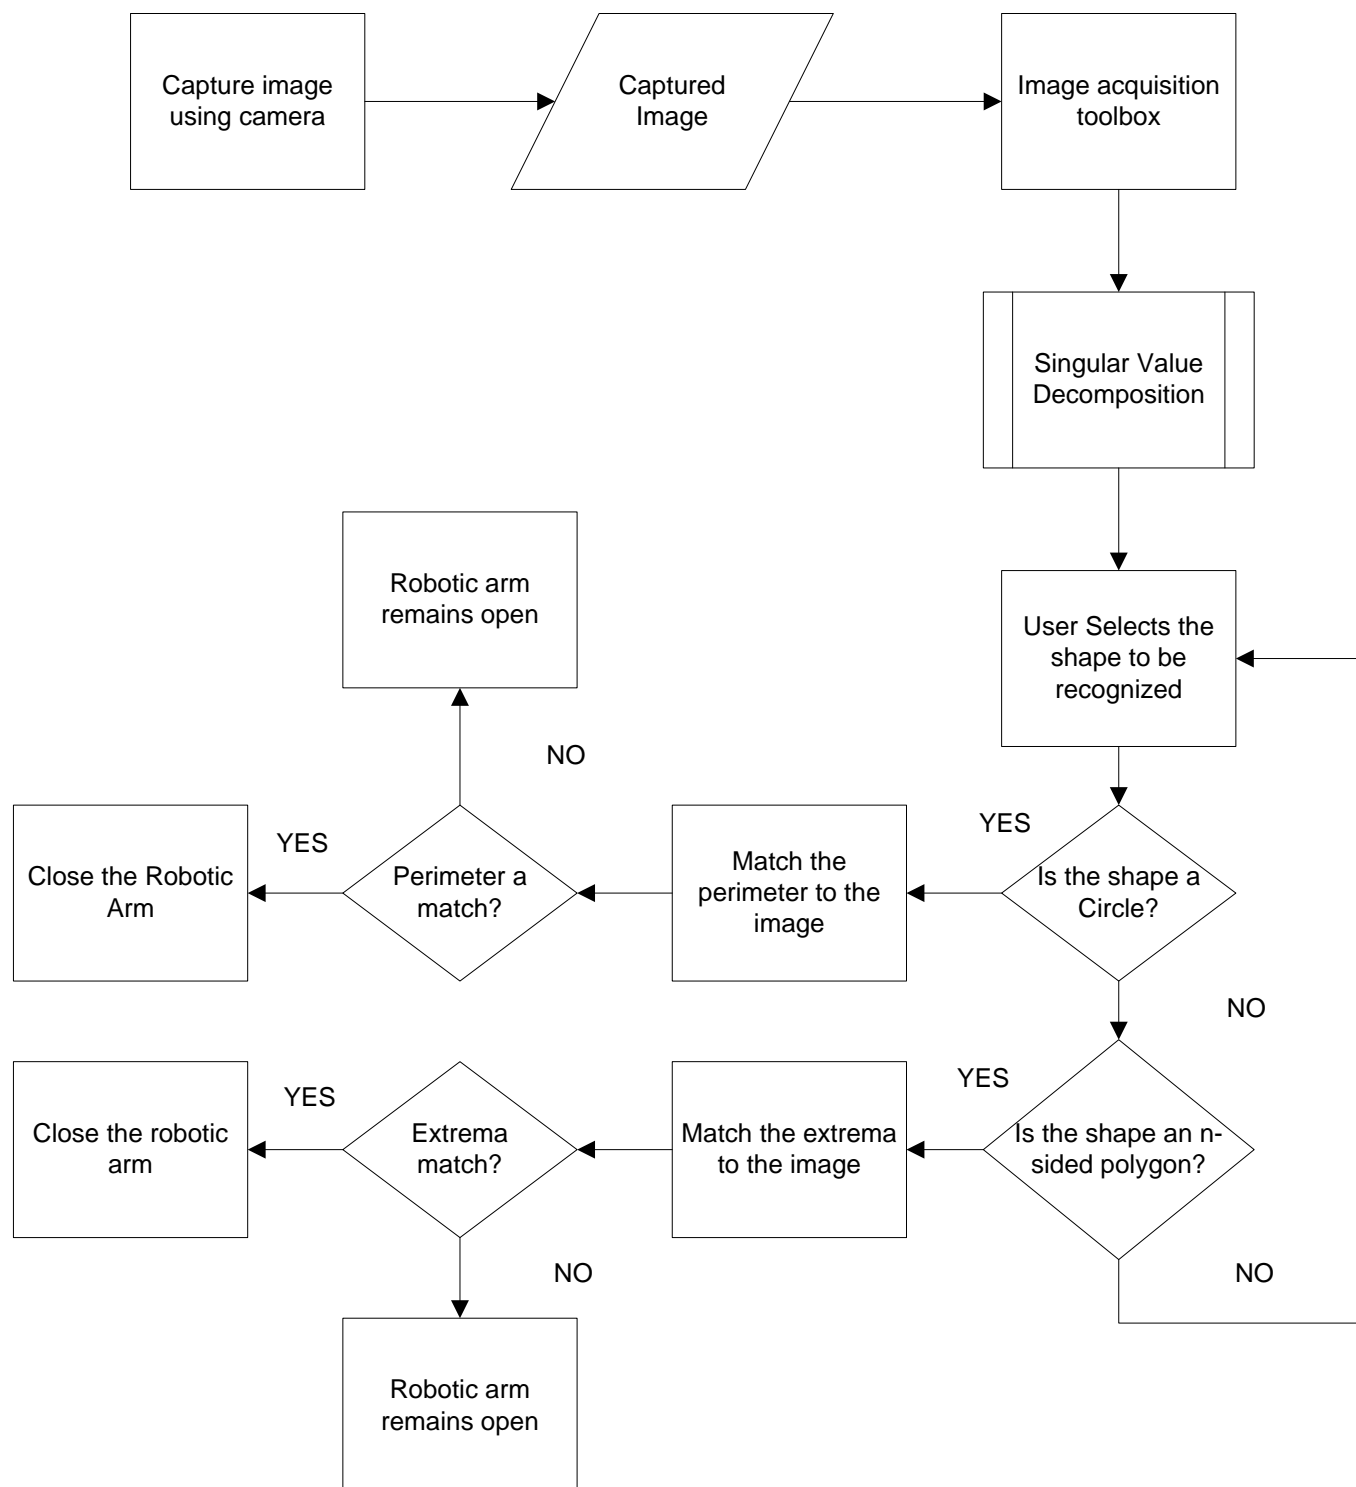 Capture image
using camera
Captured
Image
Image acquisition
toolbox
Singular Value
Decomposition
Robotic arm
remains open
User Selects the
shape to be
recognized
NO
YES
YES
Close the Robotic
Arm
Perimeter a
match?
Match the
perimeter to the
image
Is the shape a
Circle?
NO
YES
YES
Close the robotic
arm
Extrema
match?
Match the extrema
to the image
Is the shape an n-
sided polygon?
NO
NO
Robotic arm
remains open